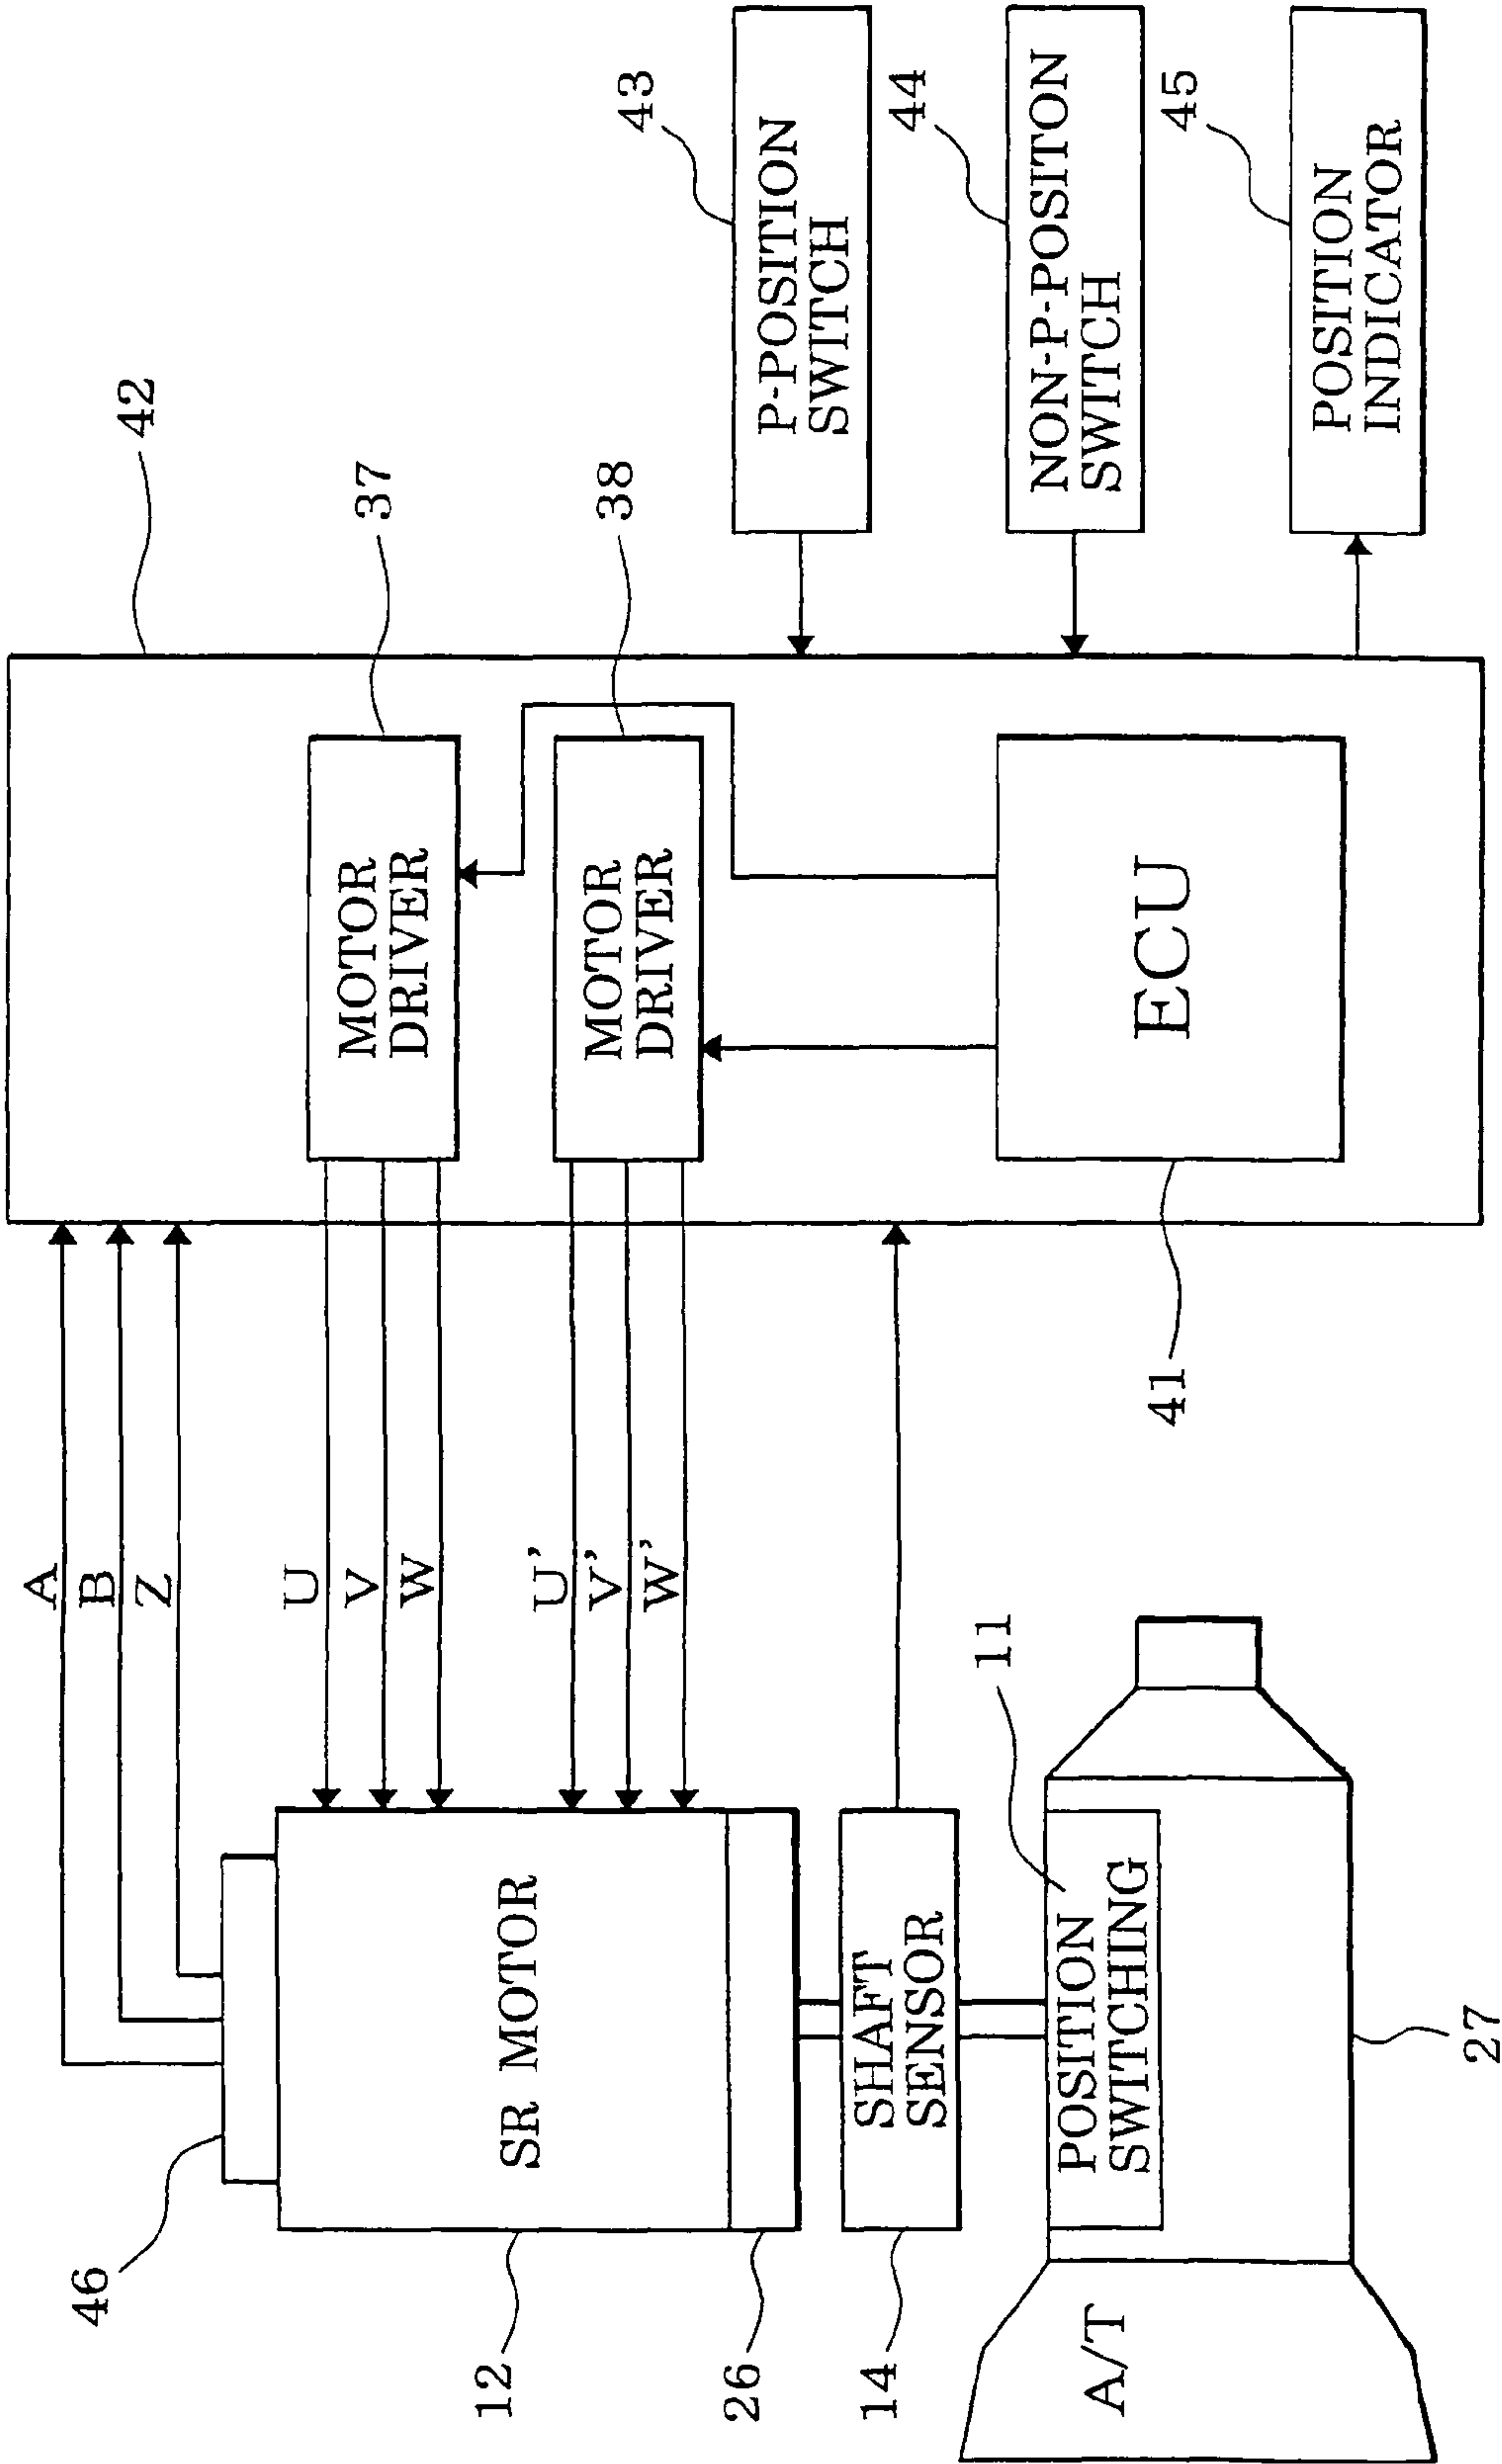 46
A
B
Z
42
12
SR MOTOR
U
V
W
MOTOR
DRIVER
37
U'
V'
W'
MOTOR
DRIVER
38
26
14
SHAFT
SENSOR
P-POSITION
SWITCH
43
11
POSITION
SWITCHING
A/T
27
ECU
41
NON-P-POSITON
SWITCH
44
POSITION
INDICATOR
45